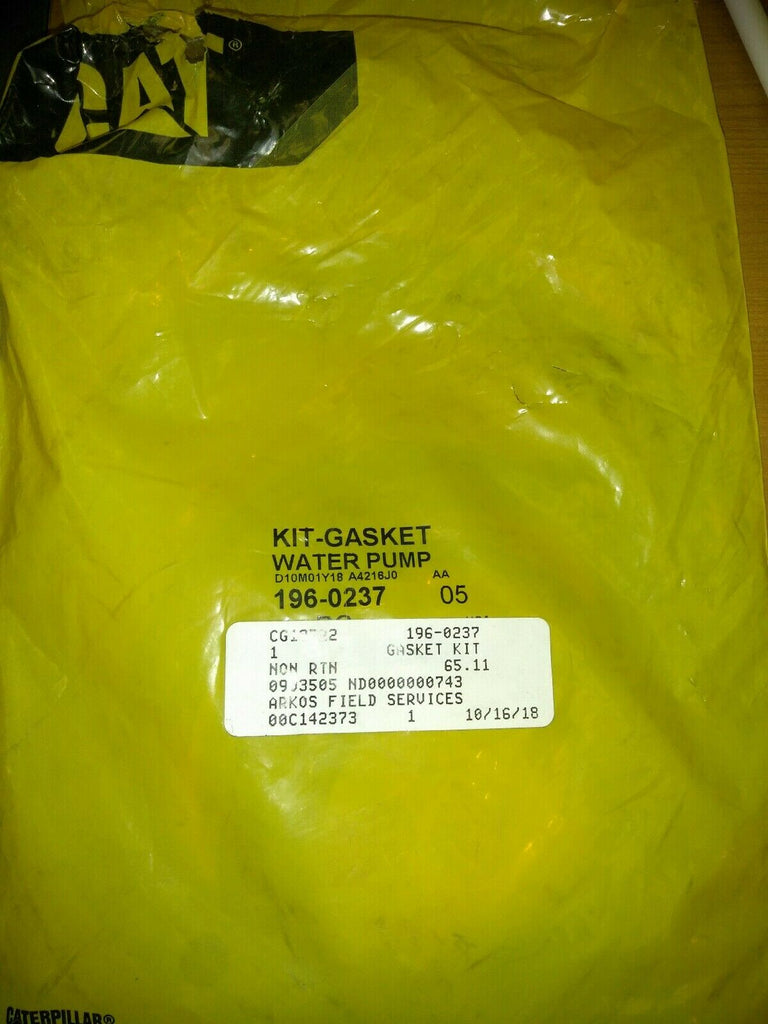 CAT®
KIT-GASKET
WATER PUMP
D10M01Y18 A4216J0 AA
196-0237 05
196-0237
1 GASKET KIT
NON RTN 65.11
ND0000000743
ARKOS FIELD SERVICES
00C142373 1 10/16/18
CATERPILLAR®